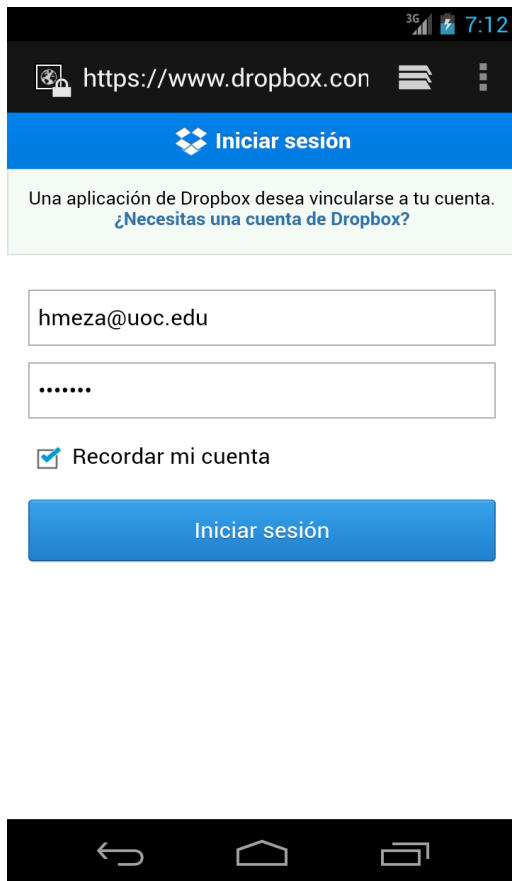 3G 7:12
https://www.dropbox.con
Iniciar sesión
Una aplicación de Dropbox desea vincularse a tu cuenta.
¿Necesitas una cuenta de Dropbox?
hmeza@uoc.edu
•••••••
Recordar mi cuenta
Iniciar sesión